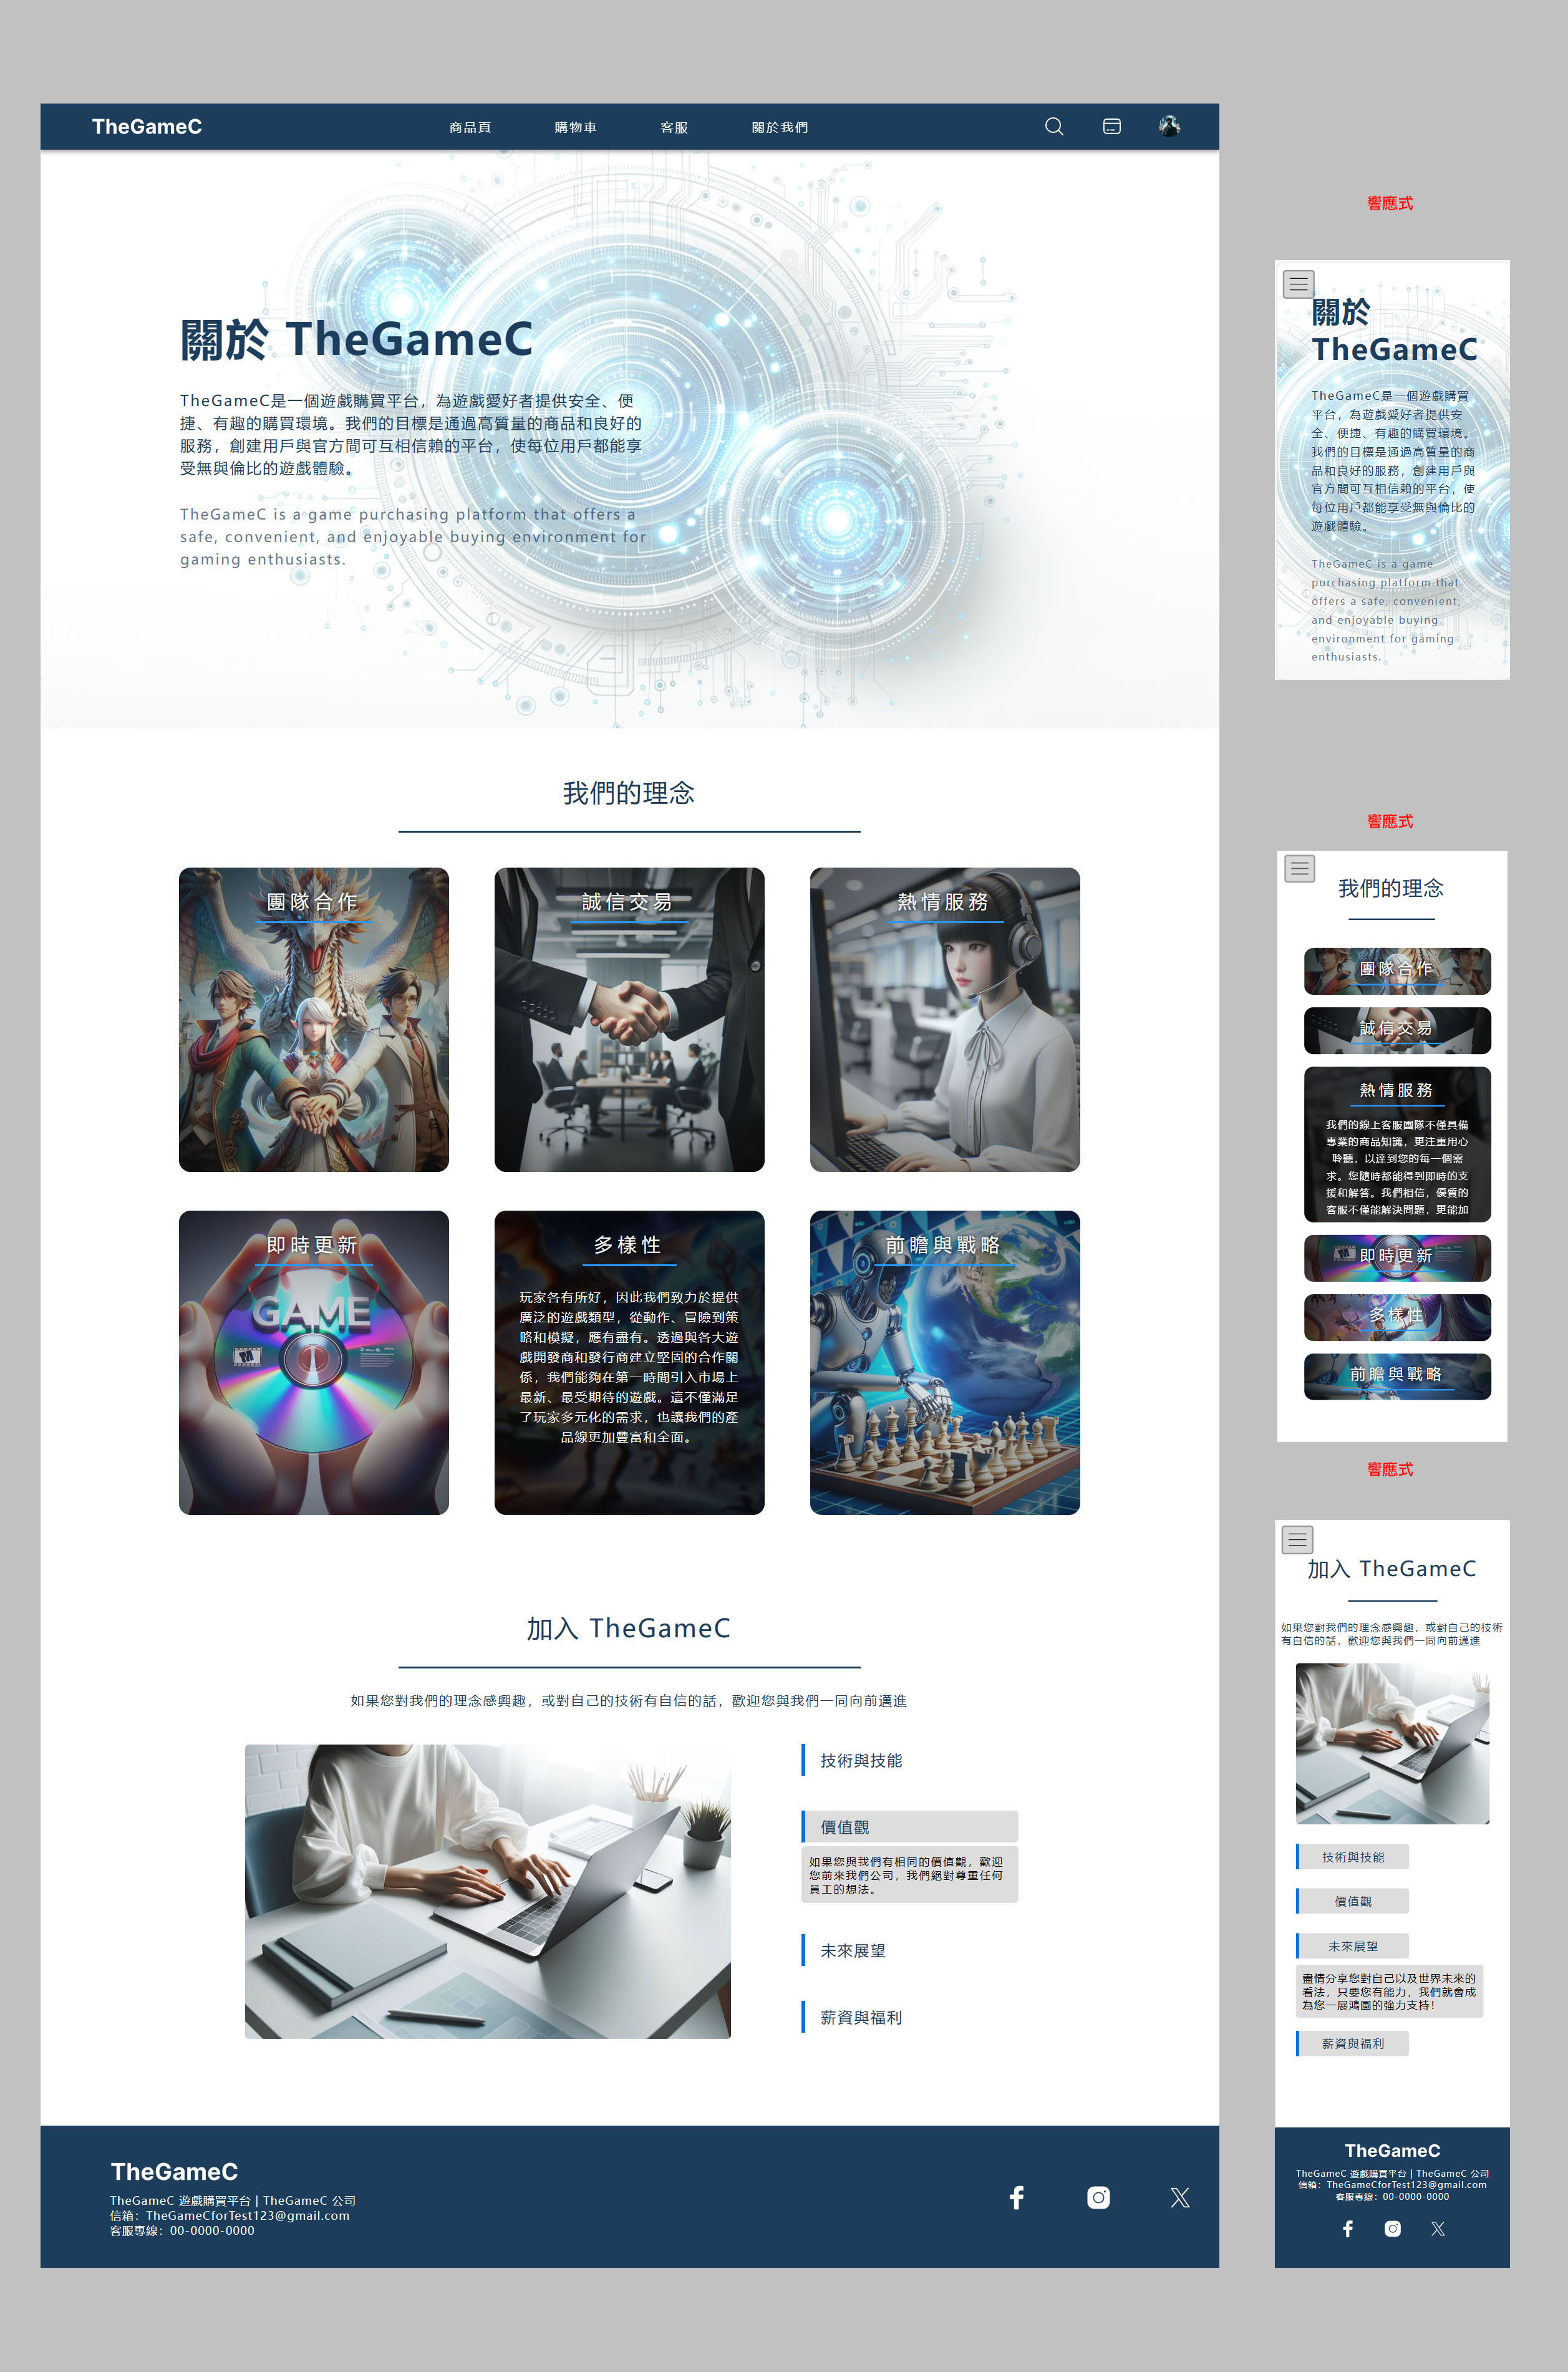 TheGameC
商品頁
購物車
客服
關於我們
關於 TheGameC
TheGameC是一個遊戲購買平台，為遊戲愛好者提供安全、便
捷、有趣的購買環境。我們的目標是通過高質量的商品和良好的
服務，創建用戶與官方間可互相信賴的平台，使每位用戶都能享
受無與倫比的遊戲體驗。
TheGameC is a game purchasing platform that offers a
safe, convenient, and enjoyable buying environment for
gaming enthusiasts.
我們的理念
團隊合作
誠信交易
熱情服務
即時更新
GAME
多樣性
玩家各有所好，因此我們致力於提供
廣泛的遊戲類型，從動作、冒險到策
略和模擬，應有盡有。透過與各大遊
戲開發商和發行商建立堅固的合作關
係，我們能夠在第一時間引入市場上
最新、最受期待的遊戲。這不僅滿足
了玩家多元化的需求，也讓我們的產
品線更加豐富和全面。
前瞻與戰略
加入 TheGameC
如果您對我們的理念感興趣，或對自己的技術有自信的話，歡迎您與我們一同向前邁進
技術與技能
價值觀
如果您與我們有相同的價值觀，歡迎
您前來我們公司，我們絕對尊重任何
員工的想法。
未來展望
薪資與福利
TheGameC
TheGameC 遊戲購買平台 | TheGameC 公司
信箱：TheGameCforTest123@gmail.com
客服專線：00-0000-0000
響應式
關於
TheGameC
TheGameC是一個遊戲購買
平台，為遊戲愛好者提供安
全、便捷、有趣的購買環境。
我們的目標是通過高質量的商
品和良好的服務，創建用戶與
官方間可互相信賴的平台，使
每位用戶都能享受無與倫比的
遊戲體驗。
TheGameC is a game
purchasing platform that
offers a safe, convenient,
and enjoyable buying
environment for gaming
enthusiasts.
響應式
我們的理念
團隊合作
誠信交易
熱情服務
我們的線上客服團隊不僅具備
專業的商品知識，更注重用心
聆聽，以達到您的每一個需
求。您隨時都能得到即時的支
援和解答。我們相信，優質的
客服不僅能解決問題，更能加
即時更新
多樣性
前瞻與戰略
響應式
加入 TheGameC
如果您對我們的理念感興趣，或對自己的技術
有自信的話，歡迎您與我們一同向前邁進
技術與技能
價值觀
未來展望
盡情分享您對自己以及世界未來的
看法，只要您有能力，我們就會成
為您一展鴻圖的強力支持！
薪資與福利
TheGameC
TheGameC 遊戲購買平台 | TheGameC 公司
信箱：TheGameCforTest123@gmail.com
客服專線：00-0000-0000